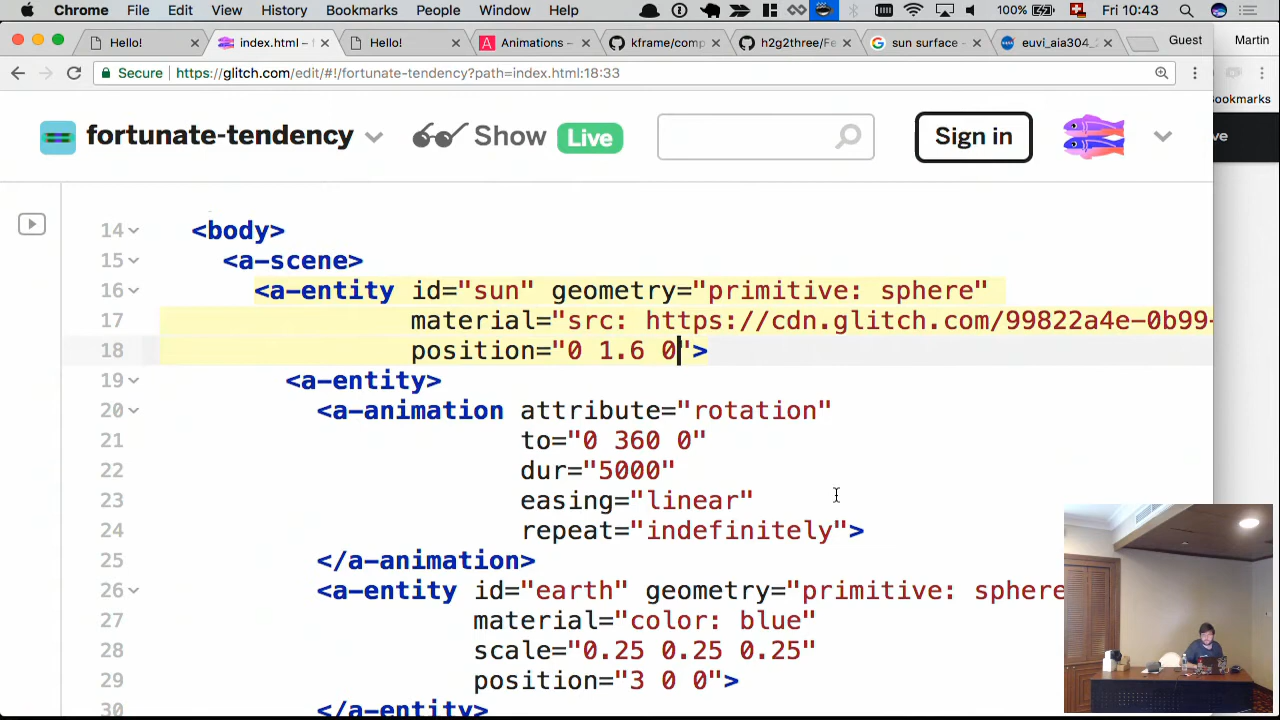 Chrome File Edit View History Bookmarks People Window Help 100% Fri 10:43
Hello! index.html – f Hello! Animations – kframe/comp h2g2three/Fe sun surface – euvi_aia304_ Guest Martin
Secure https://glitch.com/edit/#!/fortunate-tendency?path=index.html:18:33
ookmarks
fortunate-tendency Show Live Sign in ve
14 <body>
15 <a-scene>
16 <a-entity id="sun" geometry="primitive: sphere"
17 material="src: https://cdn.glitch.com/99822a4e-0b99-
18 position="0 1.6 0">
19 <a-entity>
20 <a-animation attribute="rotation"
21 to="0 360 0"
22 dur="5000"
23 easing="linear"
24 repeat="indefinitely">
25 </a-animation>
26 <a-entity id="earth" geometry="primitive: sphere
27 material="color: blue"
28 scale="0.25 0.25 0.25"
29 position="3 0 0">
30 </a-entity>